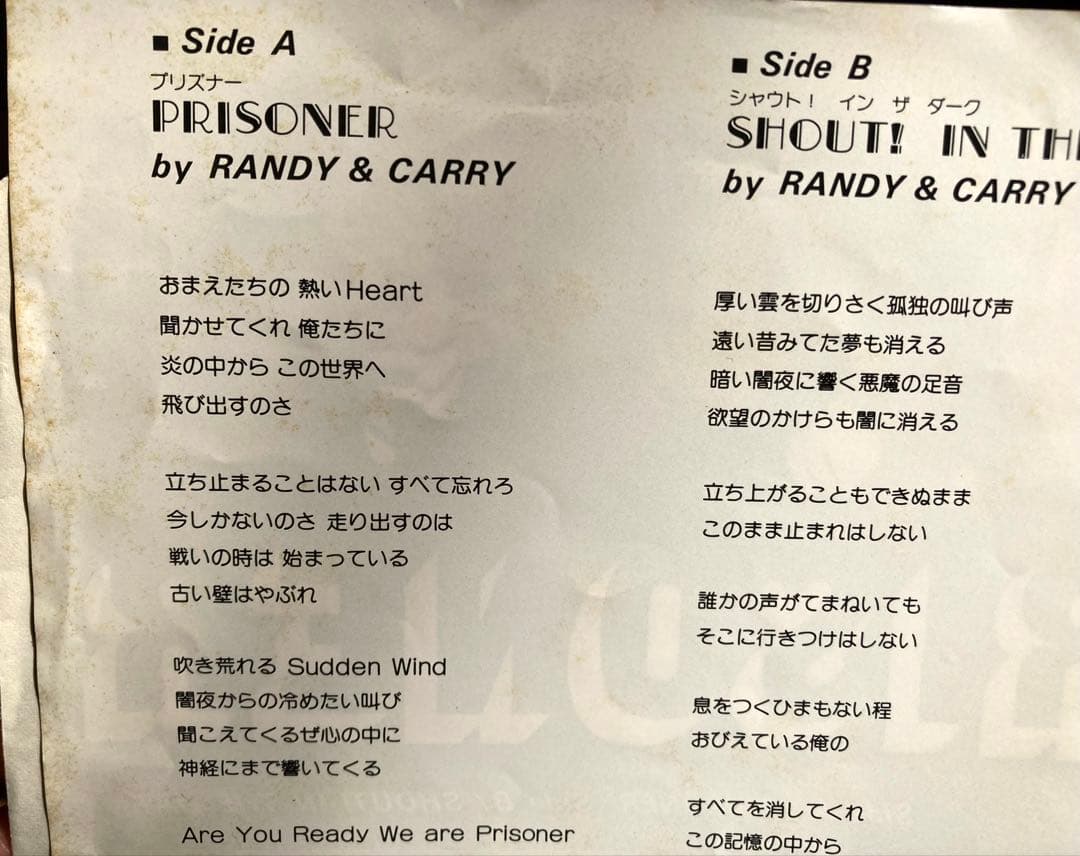 ■ Side A
プリズナー
PRISONER
by RANDY & CARRY
おまえたちの 熱いHeart
聞かせてくれ 俺たちに
炎の中から この世界へ
飛び出すのさ
立ち止まることはない すべて忘れろ
今しかないのさ 走り出すのは
戦いの時は 始まっている
古い壁はやぶれ
吹き荒れる Sudden Wind
闇夜からの冷めたい叫び
聞こえてくるぜ心の中に
神経にまで響いてくる
Are You Ready We are Prisoner
■ Side B
シャウト! イン ザ ダーク
SHOUT! IN TH
by RANDY & CARRY
厚い雲を切りさく孤独の叫び声
遠い昔みてた夢も消える
暗い闇夜に響く悪魔の足音
欲望のかけらも闇に消える
立ち上がることもできぬまま
このまま止まれはしない
誰かの声がてまねいても
そこに行きつけはしない
息をつくひまもない程
おびえている俺の
すべてを消してくれ
この記憶の中から